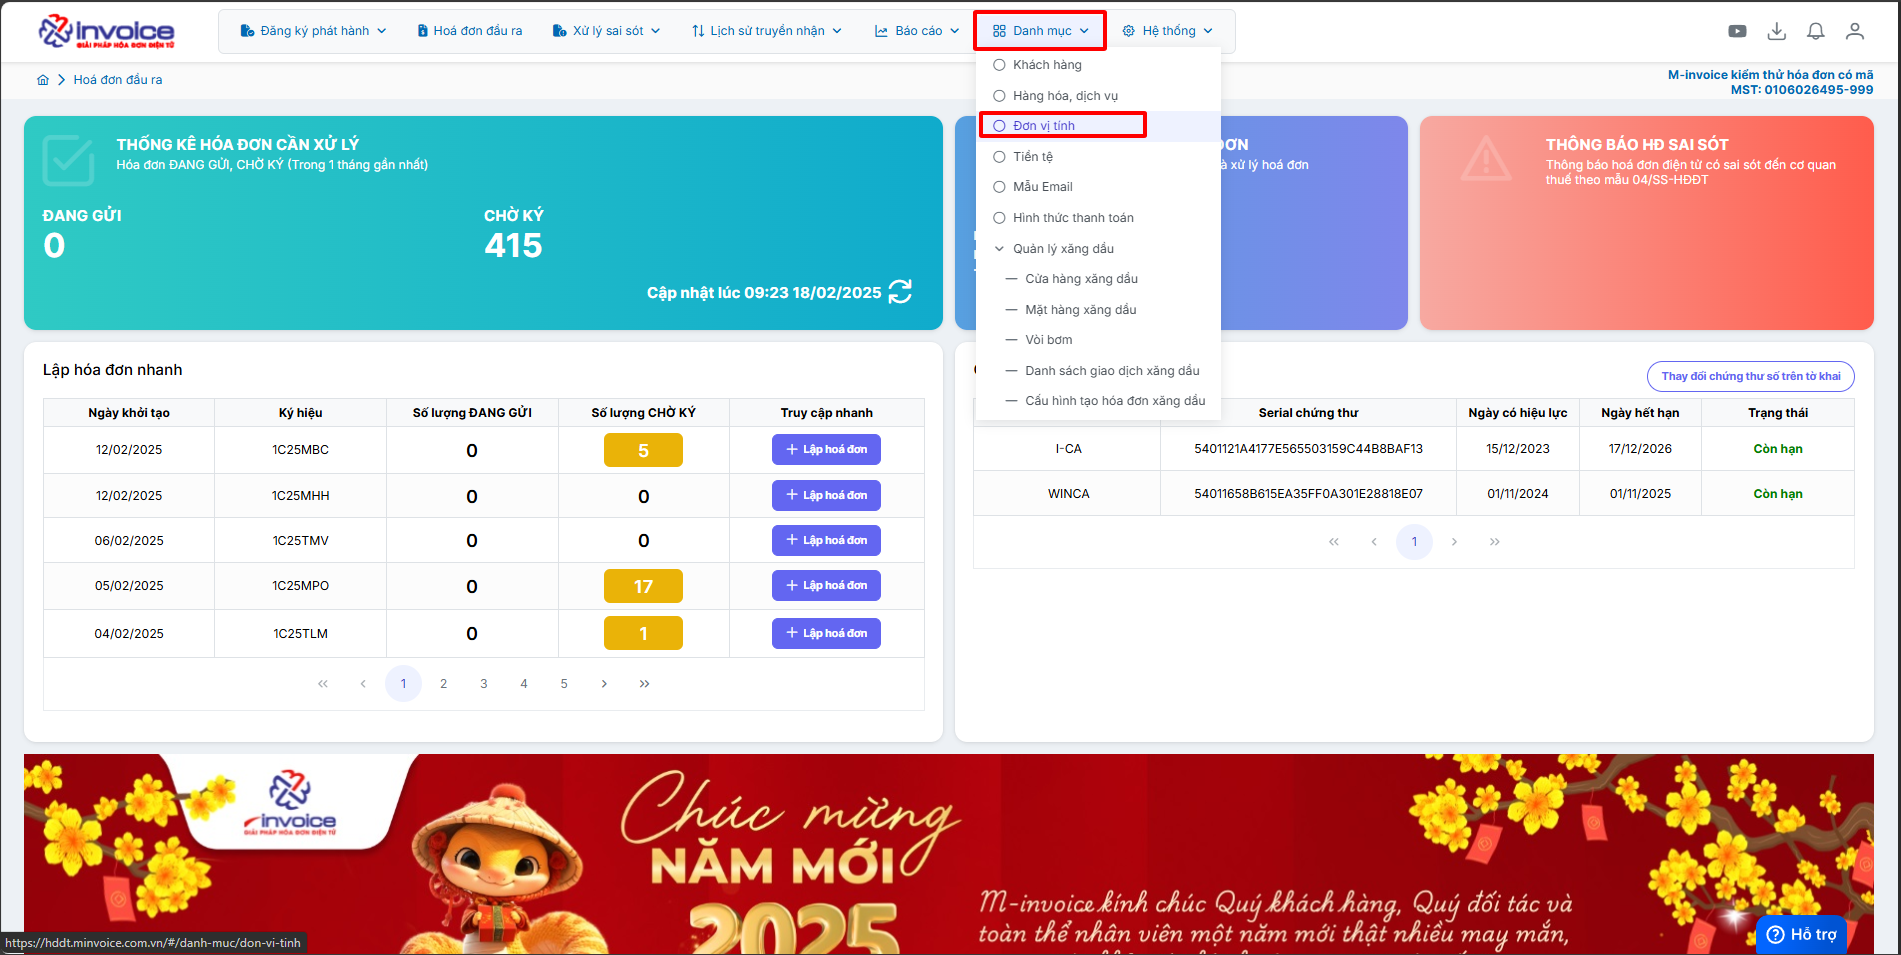 invoice
GIẢI PHÁP HÓA ĐƠN ĐIỆN TỬ
Đăng ký phát hành
Hoá đơn đầu ra
Xử lý sai sót
Lịch sử truyền nhận
Báo cáo
Danh mục
Hệ thống
Hoá đơn đầu ra
M-invoice kiểm thử hóa đơn có mã
MST: 0106026495-999
Khách hàng
Hàng hóa, dịch vụ
Đơn vị tính
Tiền tệ
Mẫu Email
Hình thức thanh toán
Quản lý xăng dầu
Cửa hàng xăng dầu
Mặt hàng xăng dầu
Vòi bơm
Danh sách giao dịch xăng dầu
Cấu hình tạo hóa đơn xăng dầu
THỐNG KÊ HÓA ĐƠN CẦN XỬ LÝ
Hóa đơn ĐANG GỬI, CHỜ KÝ (Trong 1 tháng gần nhất)
ĐANG GỬI
0
CHỜ KÝ
415
Cập nhật lúc 09:23 18/02/2025
ĐƠN
à xử lý hoá đơn
THÔNG BÁO HĐ SAI SÓT
Thông báo hoá đơn điện tử có sai sót đến cơ quan
thuế theo mẫu 04/SS-HĐĐT
Lập hóa đơn nhanh
Ngày khởi tạo Ký hiệu Số lượng ĐANG GỬI Số lượng CHỜ KÝ Truy cập nhanh
12/02/2025 1C25MBC 0 5 + Lập hoá đơn
12/02/2025 1C25MHH 0 0 + Lập hoá đơn
06/02/2025 1C25TMV 0 0 + Lập hoá đơn
05/02/2025 1C25MPO 0 17 + Lập hoá đơn
04/02/2025 1C25TLM 0 1 + Lập hoá đơn
« ‹ 1 2 3 4 5 › »
Thay đổi chứng thư số trên tờ khai
Serial chứng thư Ngày có hiệu lực Ngày hết hạn Trạng thái
I-CA 5401121A4177E565503159C44B8BAF13 15/12/2023 17/12/2026 Còn hạn
WINCA 54011658B615EA35FF0A301E28818E07 01/11/2024 01/11/2025 Còn hạn
« ‹ 1 › »
invoice
GIẢI PHÁP HÓA ĐƠN ĐIỆN TỬ
Chúc mừng
NĂM MỚI
2025
M-invoice kính chúc Quý khách hàng, Quý đối tác và
toàn thể nhân viên một năm mới thật nhiều may mắn,
https://hddt.minvoice.com.vn/#/danh-muc/don-vi-tinh
Hỗ trợ